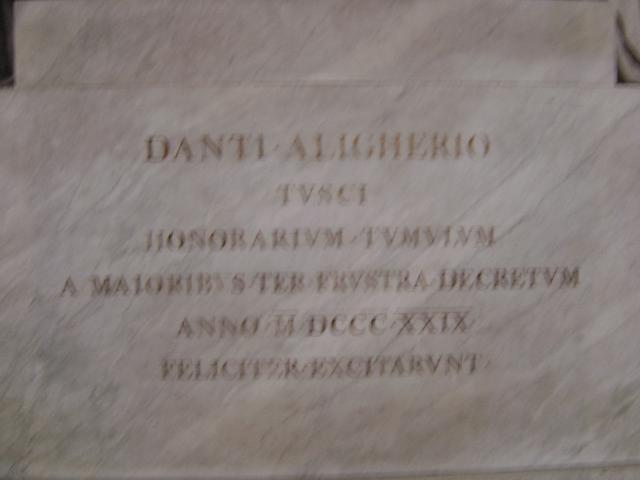 DANTI·ALIGHERIO
TVSCI
HONORARIVM·TVMVLVM
A MAIORIBVS·TER·FRVSTRA·DECRETVM
ANNO·M·DCCC·XXIX
FELICITER·EXCITARVNT·